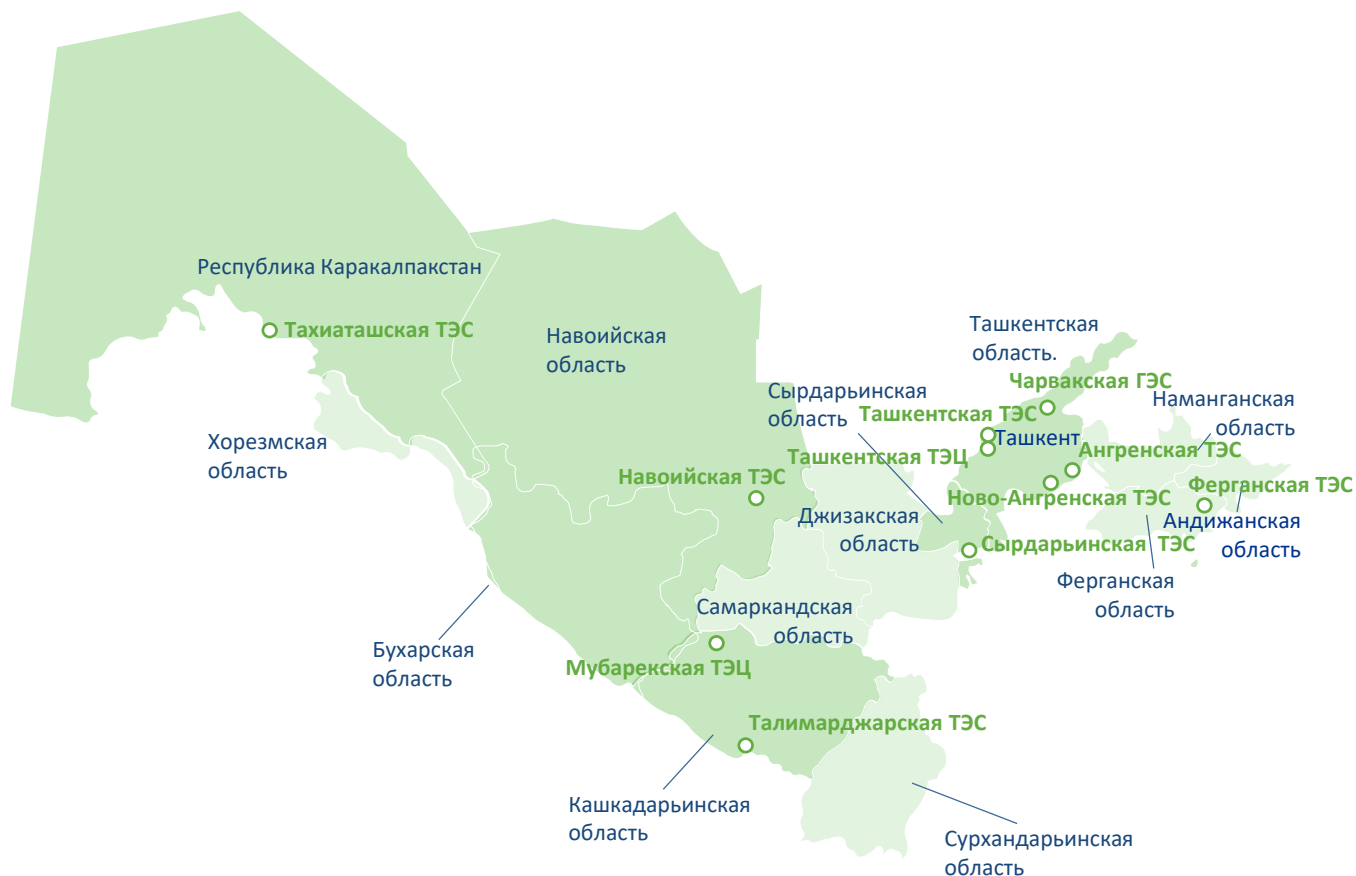 Республика Каракалпакстан
Тахиаташская ТЭС
Навоийская
область
Ташкентская
область.
Чарвакская ГЭС
Сырдарьинская
область
Ташкентская ТЭС
Наманганская
область
Ташкент
Хорезмская
область
Ташкентская ТЭЦ
Ангренская ТЭС
Навоийская ТЭС
Ферганская ТЭС
Ново-Ангренская ТЭС
Джизакская
область
Андижанская
область
Сырдарьинская ТЭС
Ферганская
область
Самаркандская
область
Бухарская
область
Мубарекская ТЭЦ
Талимарджарская ТЭС
Кашкадарьинская
область
Сурхандарьинская
область